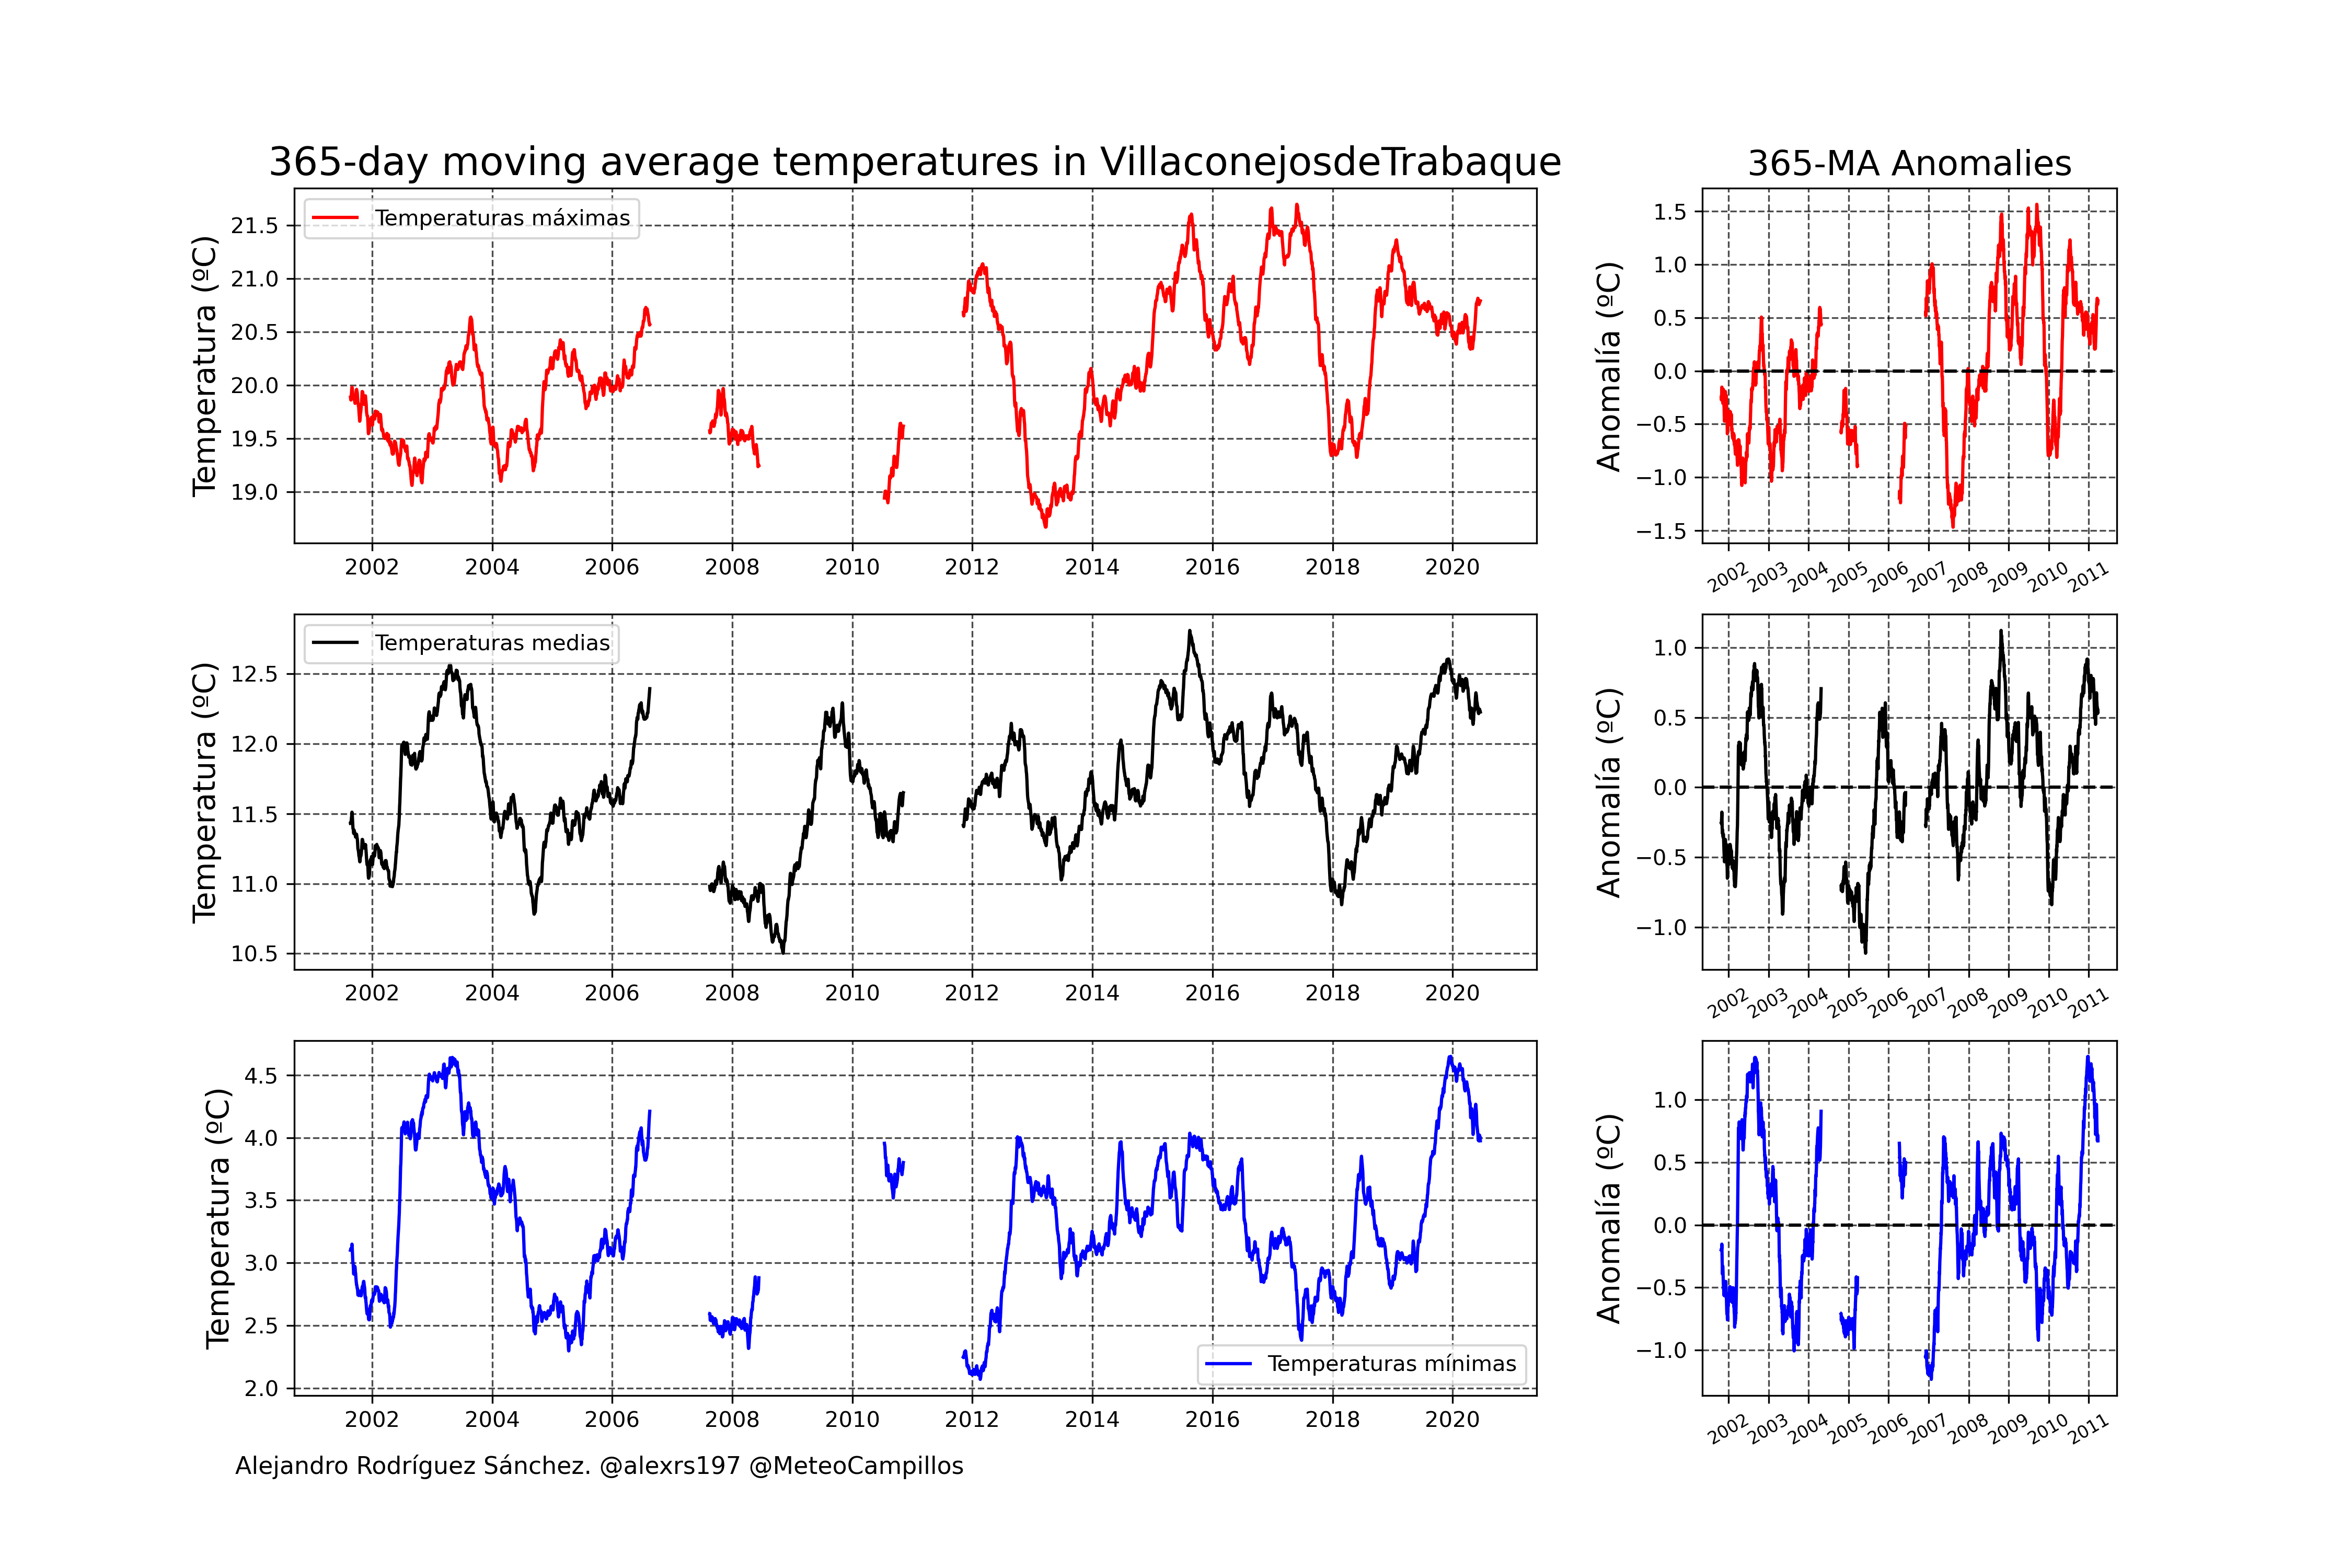 365-day moving average temperatures in VillaconejosdeTrabaque
365-MA Anomalies
Temperatura (ºC)
21.5
21.0
20.5
20.0
19.5
19.0
Temperaturas máximas
2002 2004 2006 2008 2010 2012 2014 2016 2018 2020
Anomalía (ºC)
1.5
1.0
0.5
0.0
−0.5
−1.0
−1.5
2002 2003 2004 2005 2006 2007 2008 2009 2010 2011
Temperatura (ºC)
12.5
12.0
11.5
11.0
10.5
Temperaturas medias
2002 2004 2006 2008 2010 2012 2014 2016 2018 2020
Anomalía (ºC)
1.0
0.5
0.0
−0.5
−1.0
2002 2003 2004 2005 2006 2007 2008 2009 2010 2011
Temperatura (ºC)
4.5
4.0
3.5
3.0
2.5
2.0
Temperaturas mínimas
2002 2004 2006 2008 2010 2012 2014 2016 2018 2020
Anomalía (ºC)
1.0
0.5
0.0
−0.5
−1.0
2002 2003 2004 2005 2006 2007 2008 2009 2010 2011
Alejandro Rodríguez Sánchez. @alexrs197 @MeteoCampillos